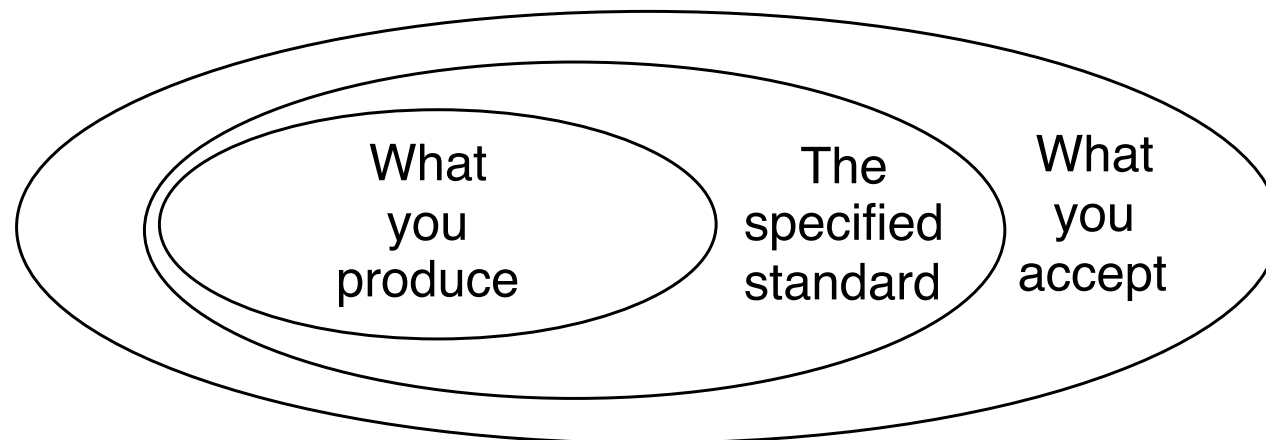 What
you
produce
The
specified
standard
What
you
accept